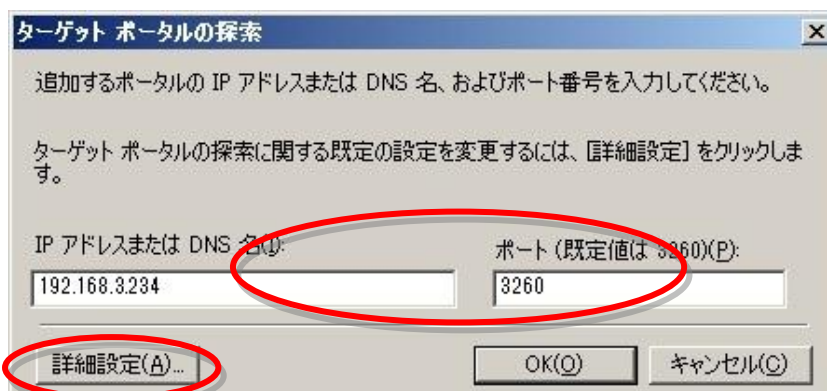 ターゲット ポータルの探索
追加するポータルの IP アドレスまたは DNS 名、およびポート番号を入力してください。
ターゲット ポータルの探索に関する既定の設定を変更するには、[詳細設定] をクリックしま
す。
IP アドレスまたは DNS 名(I):
ポート (既定値は 3260)(P):
192.168.3.234
3260
詳細設定(A)...
OK(O)
キャンセル(C)